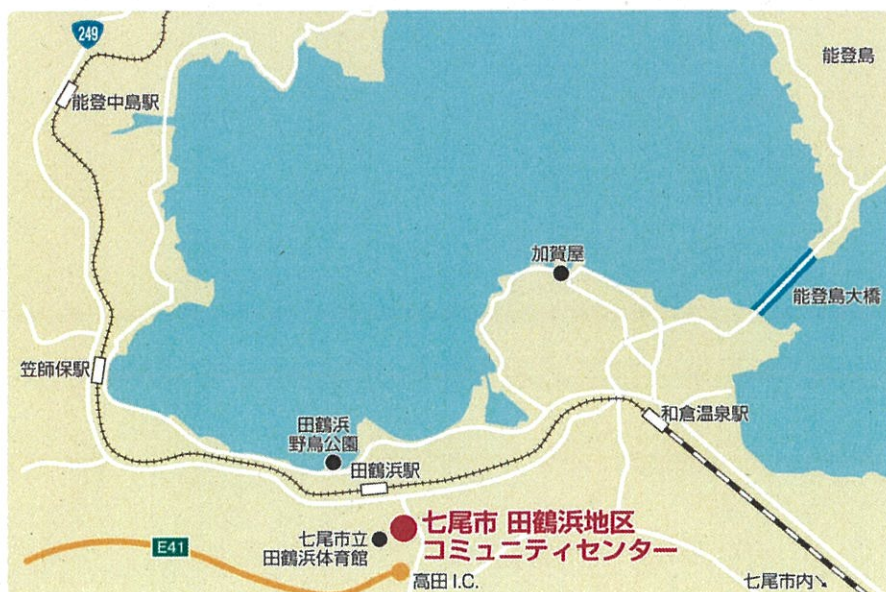 249
能登中島駅
能登島
加賀屋
能登島大橋
笠師保駅
田鶴浜
野鳥公園
和倉温泉駅
田鶴浜駅
七尾市 田鶴浜地区
コミュニティセンター
七尾市立
田鶴浜体育館
E41
高田 I.C.
七尾市内↘